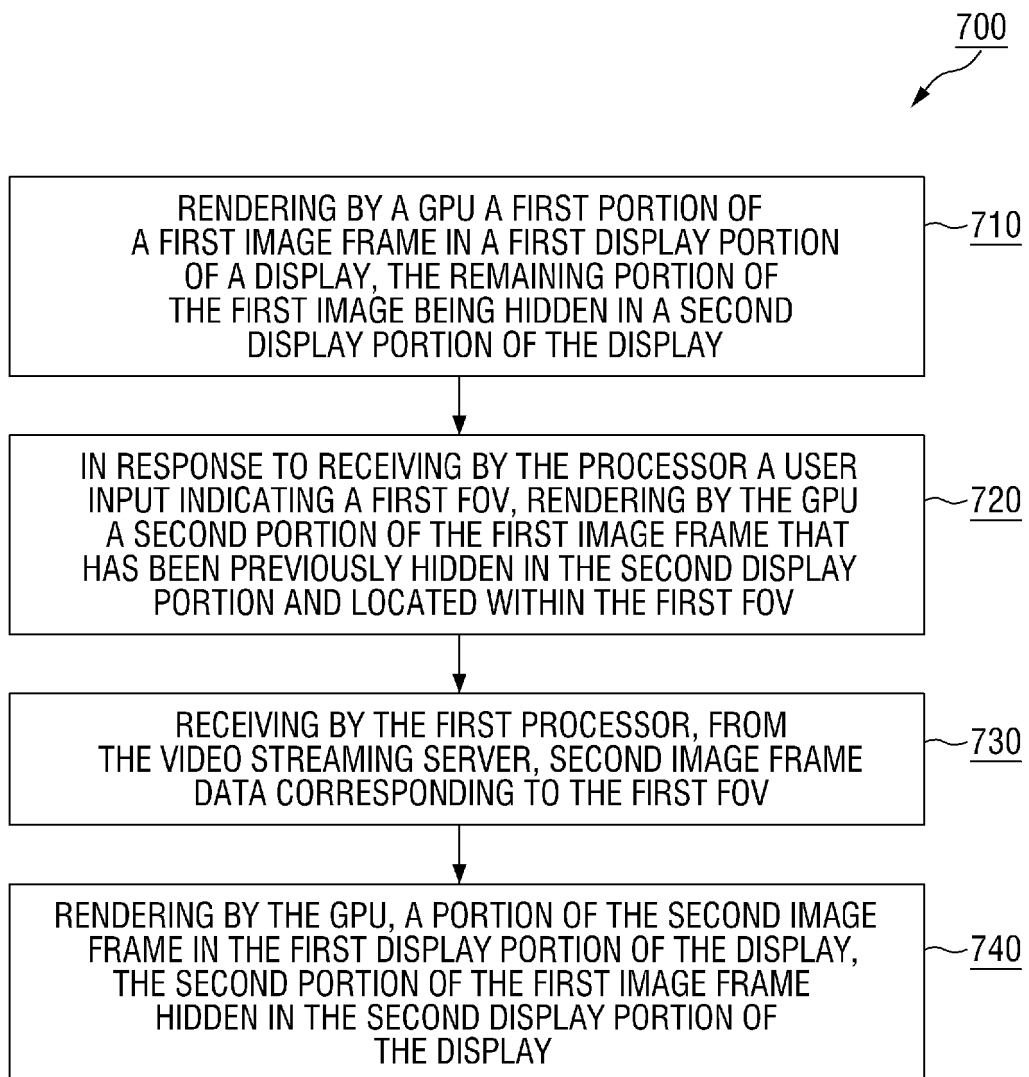 700
RENDERING BY A GPU A FIRST PORTION OF
A FIRST IMAGE FRAME IN A FIRST DISPLAY PORTION
OF A DISPLAY, THE REMAINING PORTION OF
THE FIRST IMAGE BEING HIDDEN IN A SECOND
DISPLAY PORTION OF THE DISPLAY
710
IN RESPONSE TO RECEIVING BY THE PROCESSOR A USER
INPUT INDICATING A FIRST FOV, RENDERING BY THE GPU
A SECOND PORTION OF THE FIRST IMAGE FRAME THAT
HAS BEEN PREVIOUSLY HIDDEN IN THE SECOND DISPLAY
PORTION AND LOCATED WITHIN THE FIRST FOV
720
RECEIVING BY THE FIRST PROCESSOR, FROM
THE VIDEO STREAMING SERVER, SECOND IMAGE FRAME
DATA CORRESPONDING TO THE FIRST FOV
730
RENDERING BY THE GPU, A PORTION OF THE SECOND IMAGE
FRAME IN THE FIRST DISPLAY PORTION OF THE DISPLAY,
THE SECOND PORTION OF THE FIRST IMAGE FRAME
HIDDEN IN THE SECOND DISPLAY PORTION OF
THE DISPLAY
740